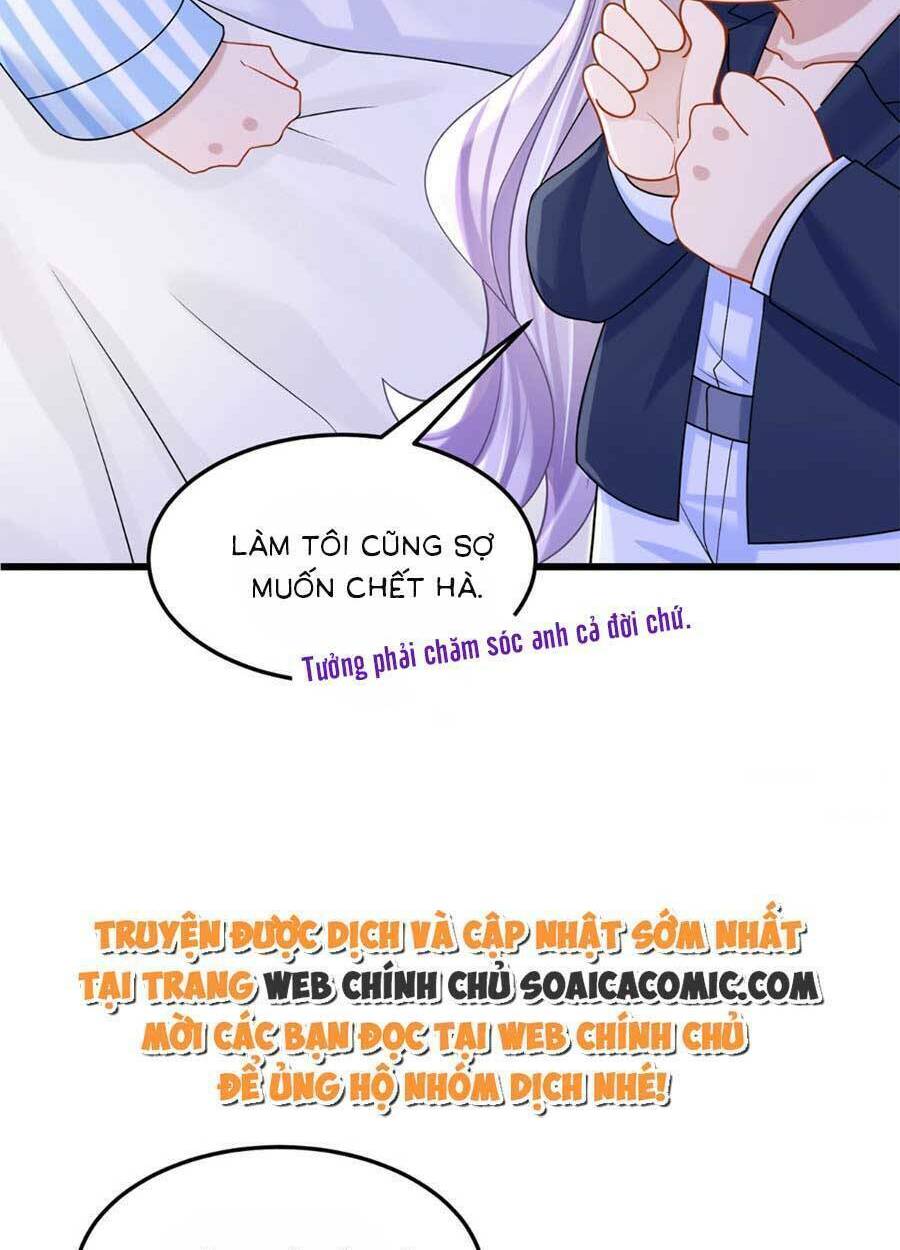 LÀM TÔI CŨNG SỢ
MUỐN CHẾT HÀ.
Tưởng phải chăm sóc anh cả đời chứ.
TRUYỆN ĐƯỢC DỊCH VÀ CẬP NHẬT SỚM NHẤT
TẠI TRANG WEB CHÍNH CHỦ SOAICACOMIC.COM
MỜI CÁC BẠN ĐỌC TẠI WEB CHÍNH CHỦ
ĐỂ ỦNG HỘ NHÓM DỊCH NHÉ!